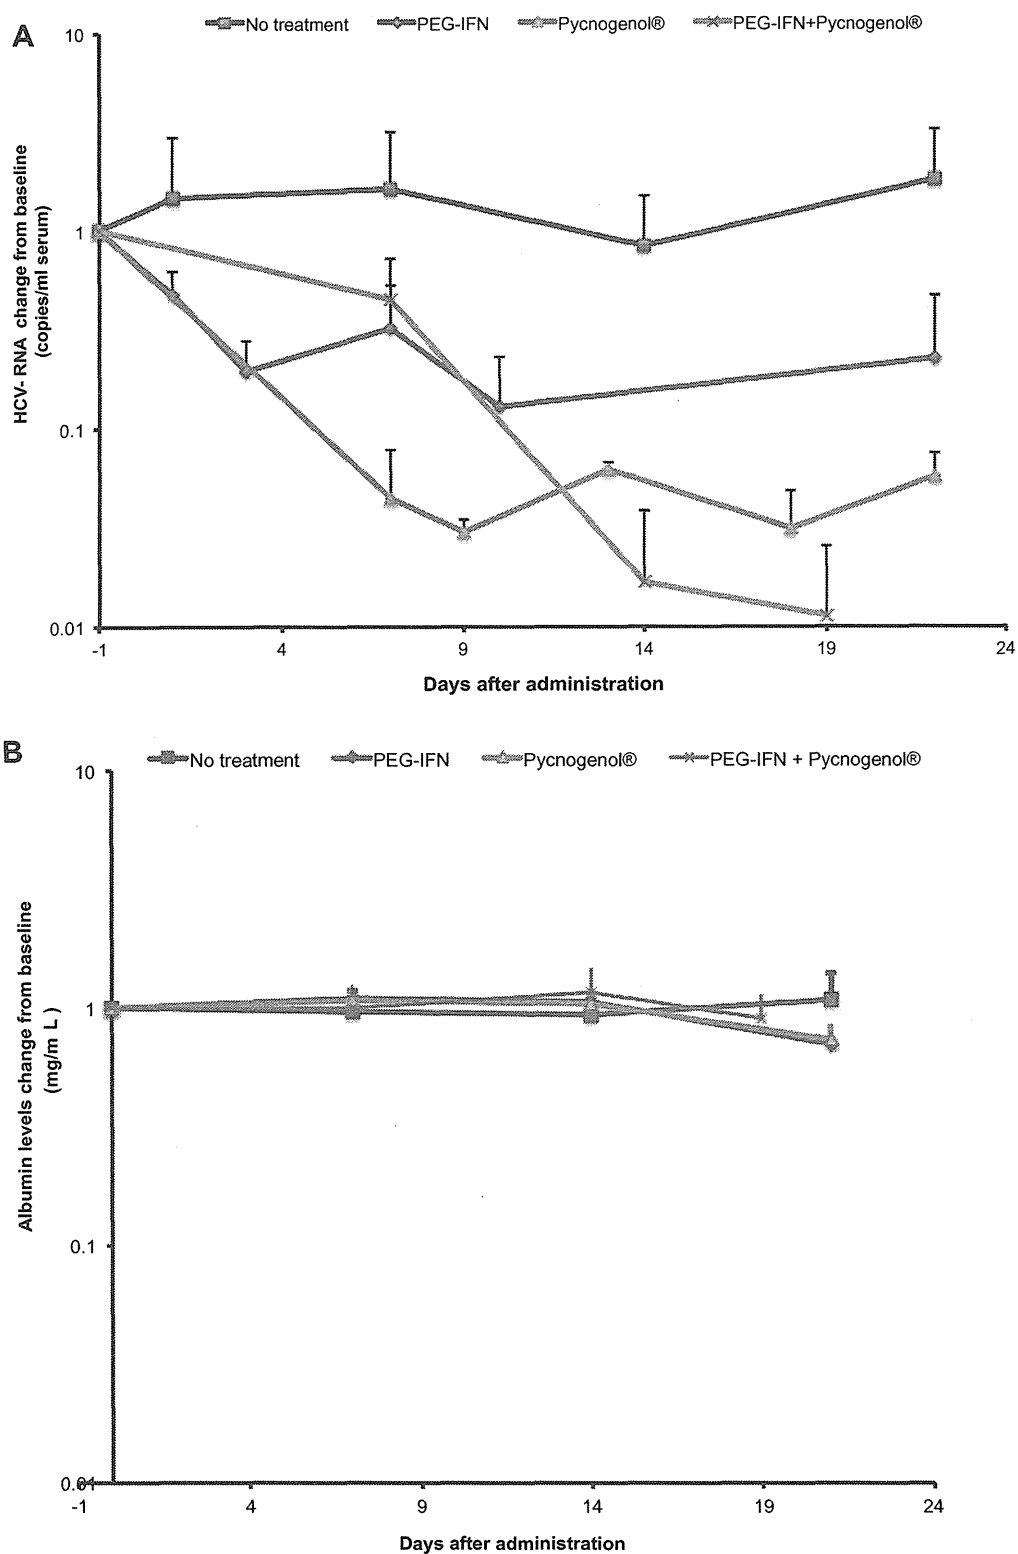 A
No treatment PEG-IFN Pycnogenol® PEG-IFN+Pycnogenol®
10
1
0.1
0.01
HCV- RNA change from baseline
(copies/ml serum)
-1 4 9 14 19 24
Days after administration
B
No treatment PEG-IFN Pycnogenol® PEG-IFN + Pycnogenol®
10
1
0.1
0.01
Albumin levels change from baseline
(mg/m L )
-1 4 9 14 19 24
Days after administration